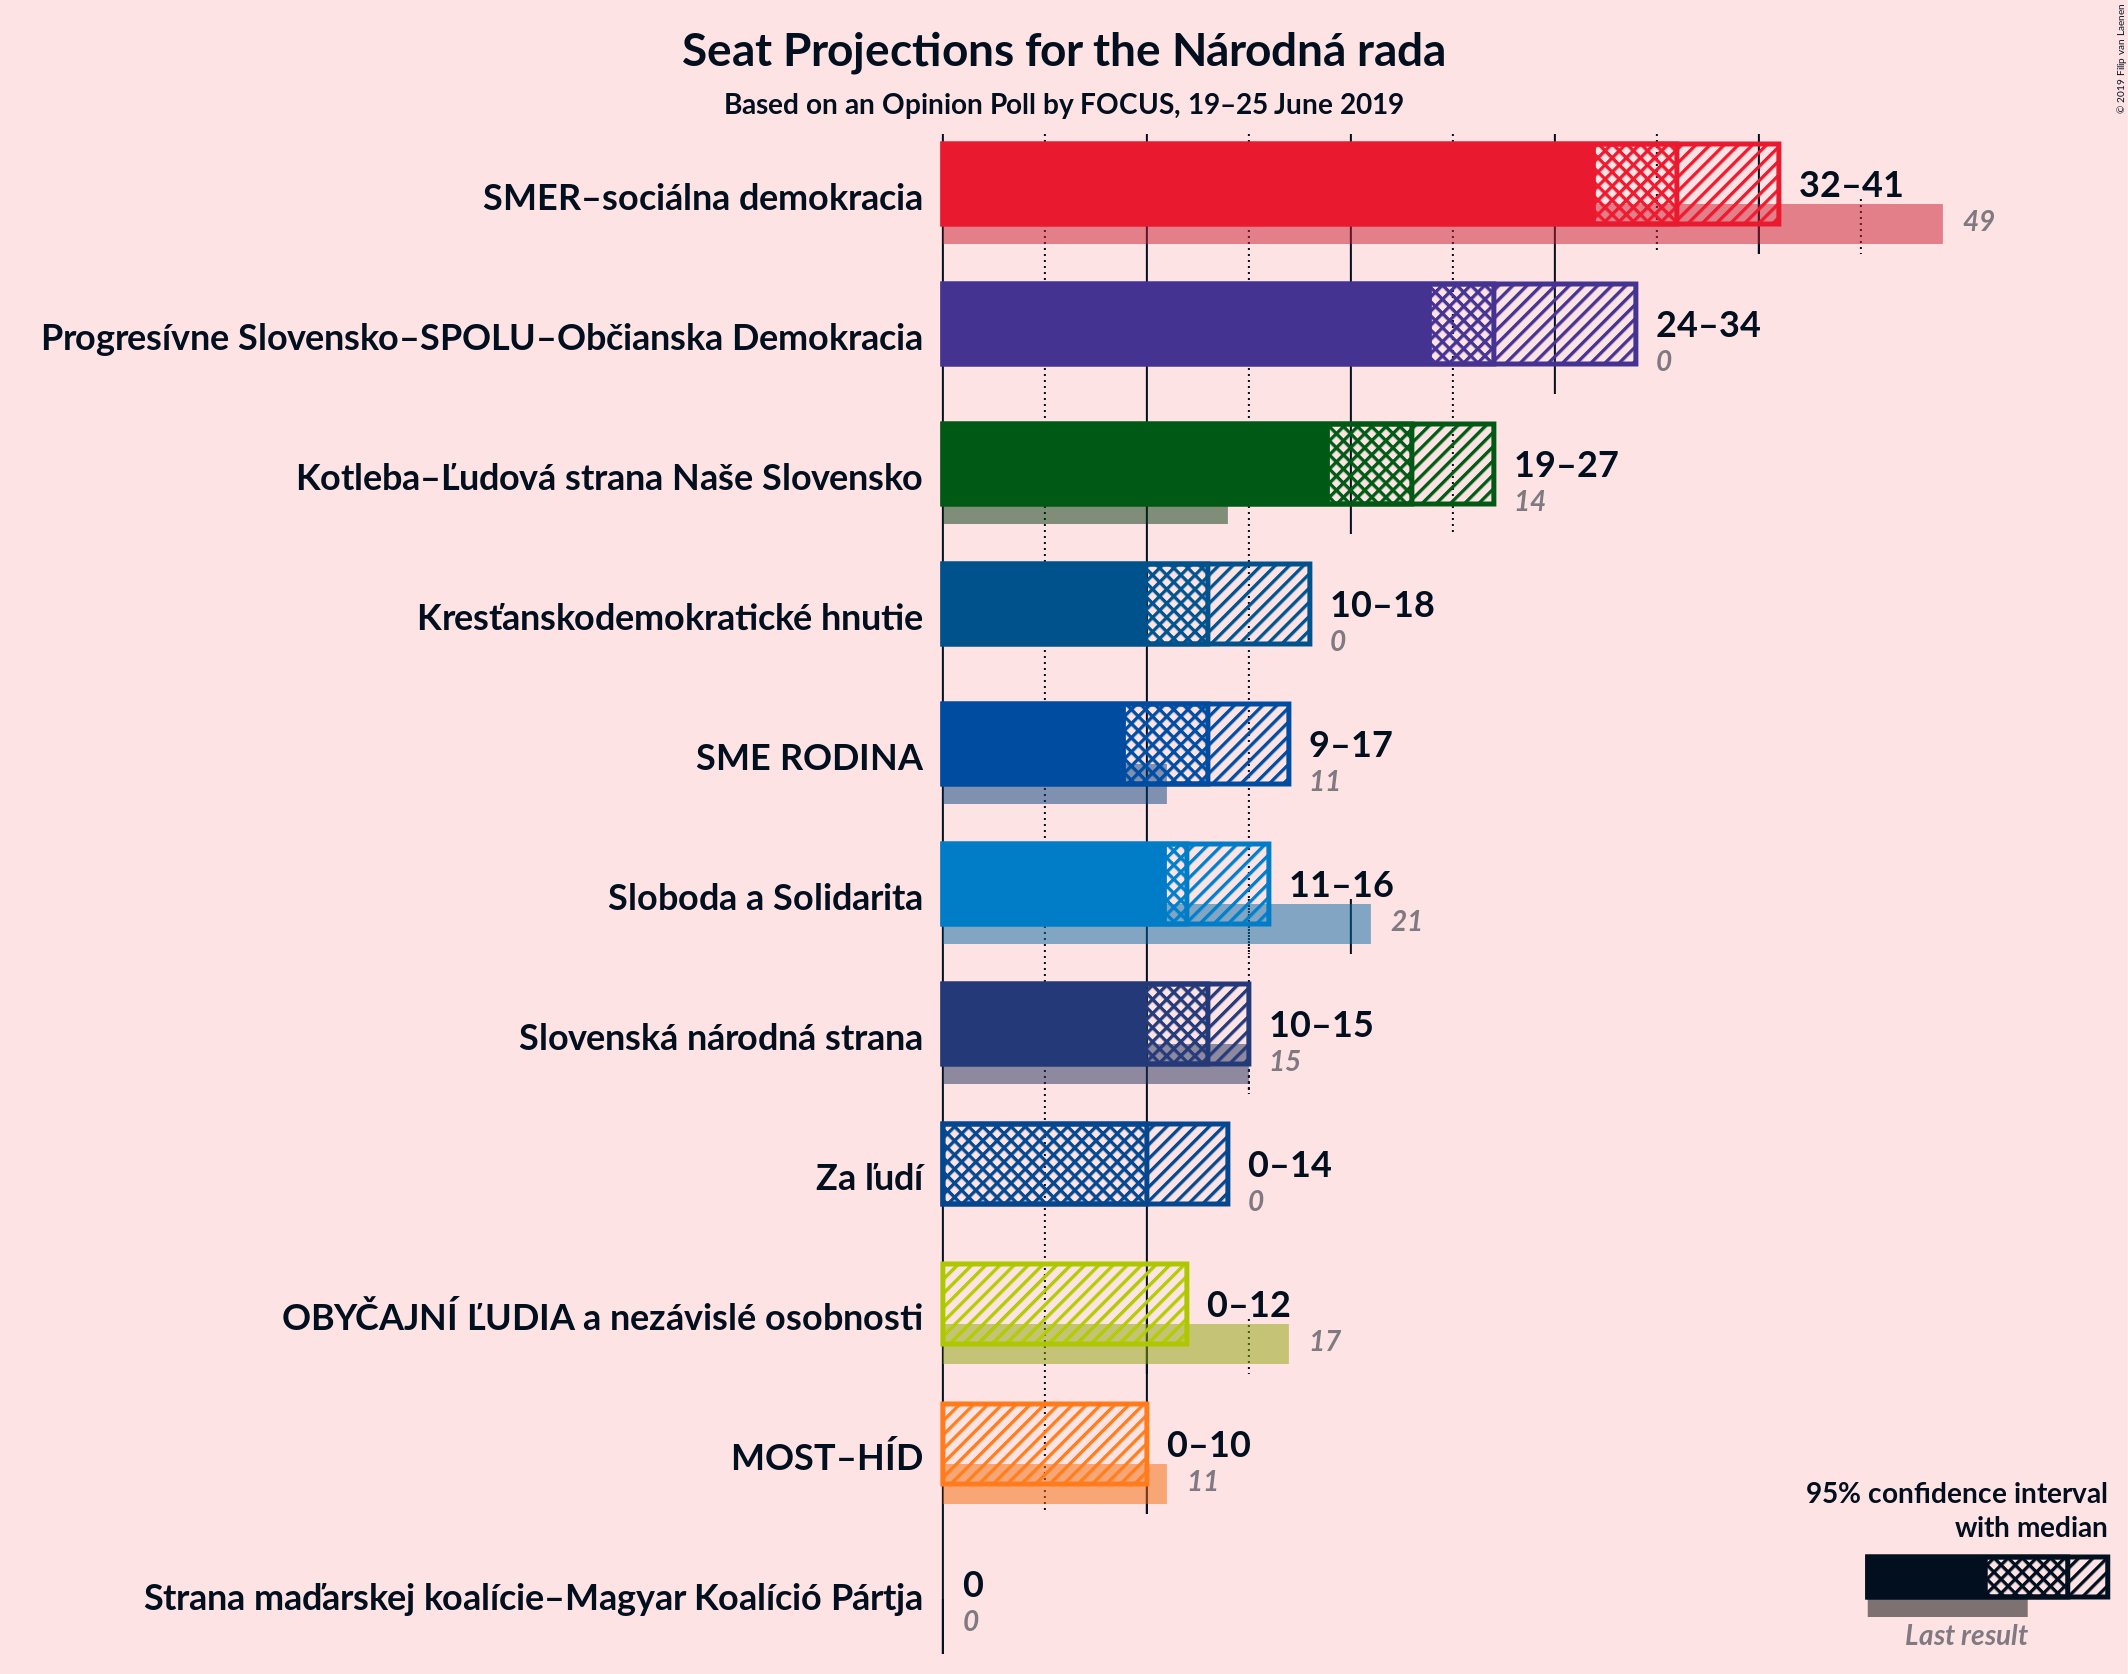 Seat Projections for the Národná rada
Based on an Opinion Poll by FOCUS, 19–25 June 2019
© 2019 Filip van Laenen
SMER–sociálna demokracia
32–41
49
Progresívne Slovensko–SPOLU–Občianska Demokracia
24–34
0
Kotleba–Ľudová strana Naše Slovensko
19–27
14
Kresťanskodemokratické hnutie
10–18
0
SME RODINA
9–17
11
Sloboda a Solidarita
11–16
21
Slovenská národná strana
10–15
15
Za ľudí
0–14
0
OBYČAJNÍ ĽUDIA a nezávislé osobnosti
0–12
17
MOST–HÍD
0–10
11
Strana maďarskej koalície–Magyar Koalíció Pártja
0
0
95% confidence interval
with median
Last result